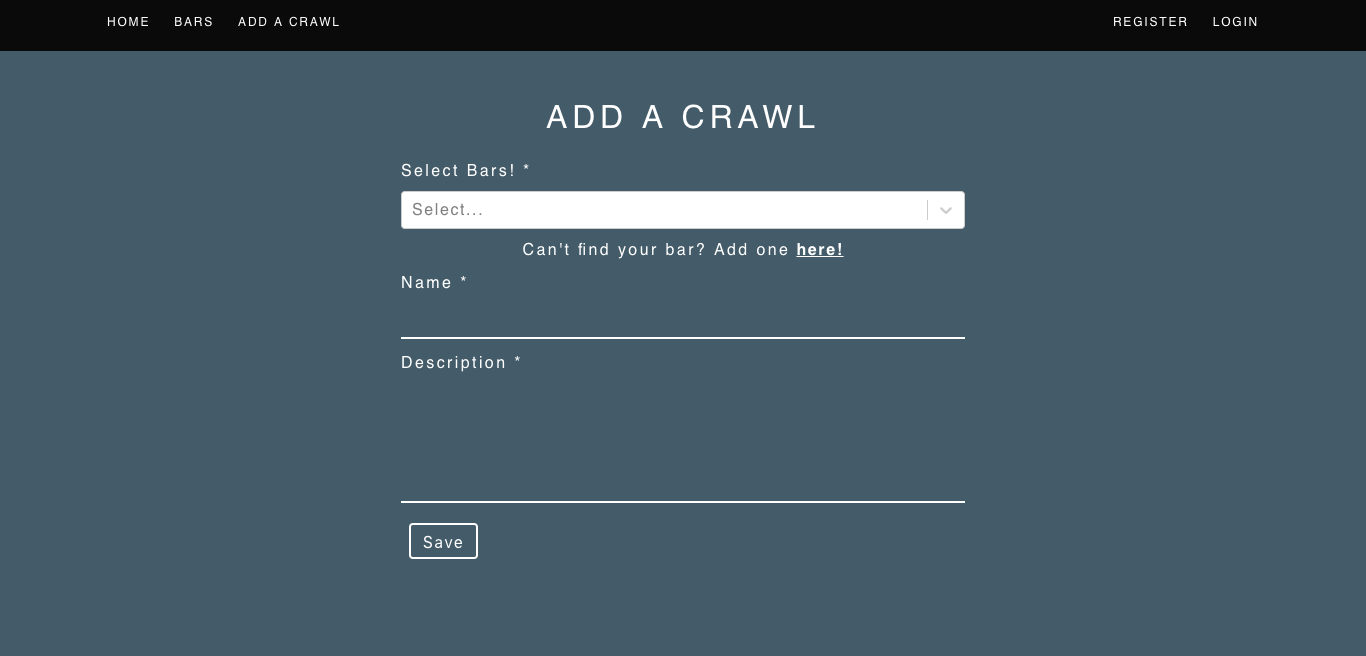 HOME BARS ADD A CRAWL REGISTER LOGIN
ADD A CRAWL
Select Bars! *
Select...
Can't find your bar? Add one here!
Name *
Description *
Save